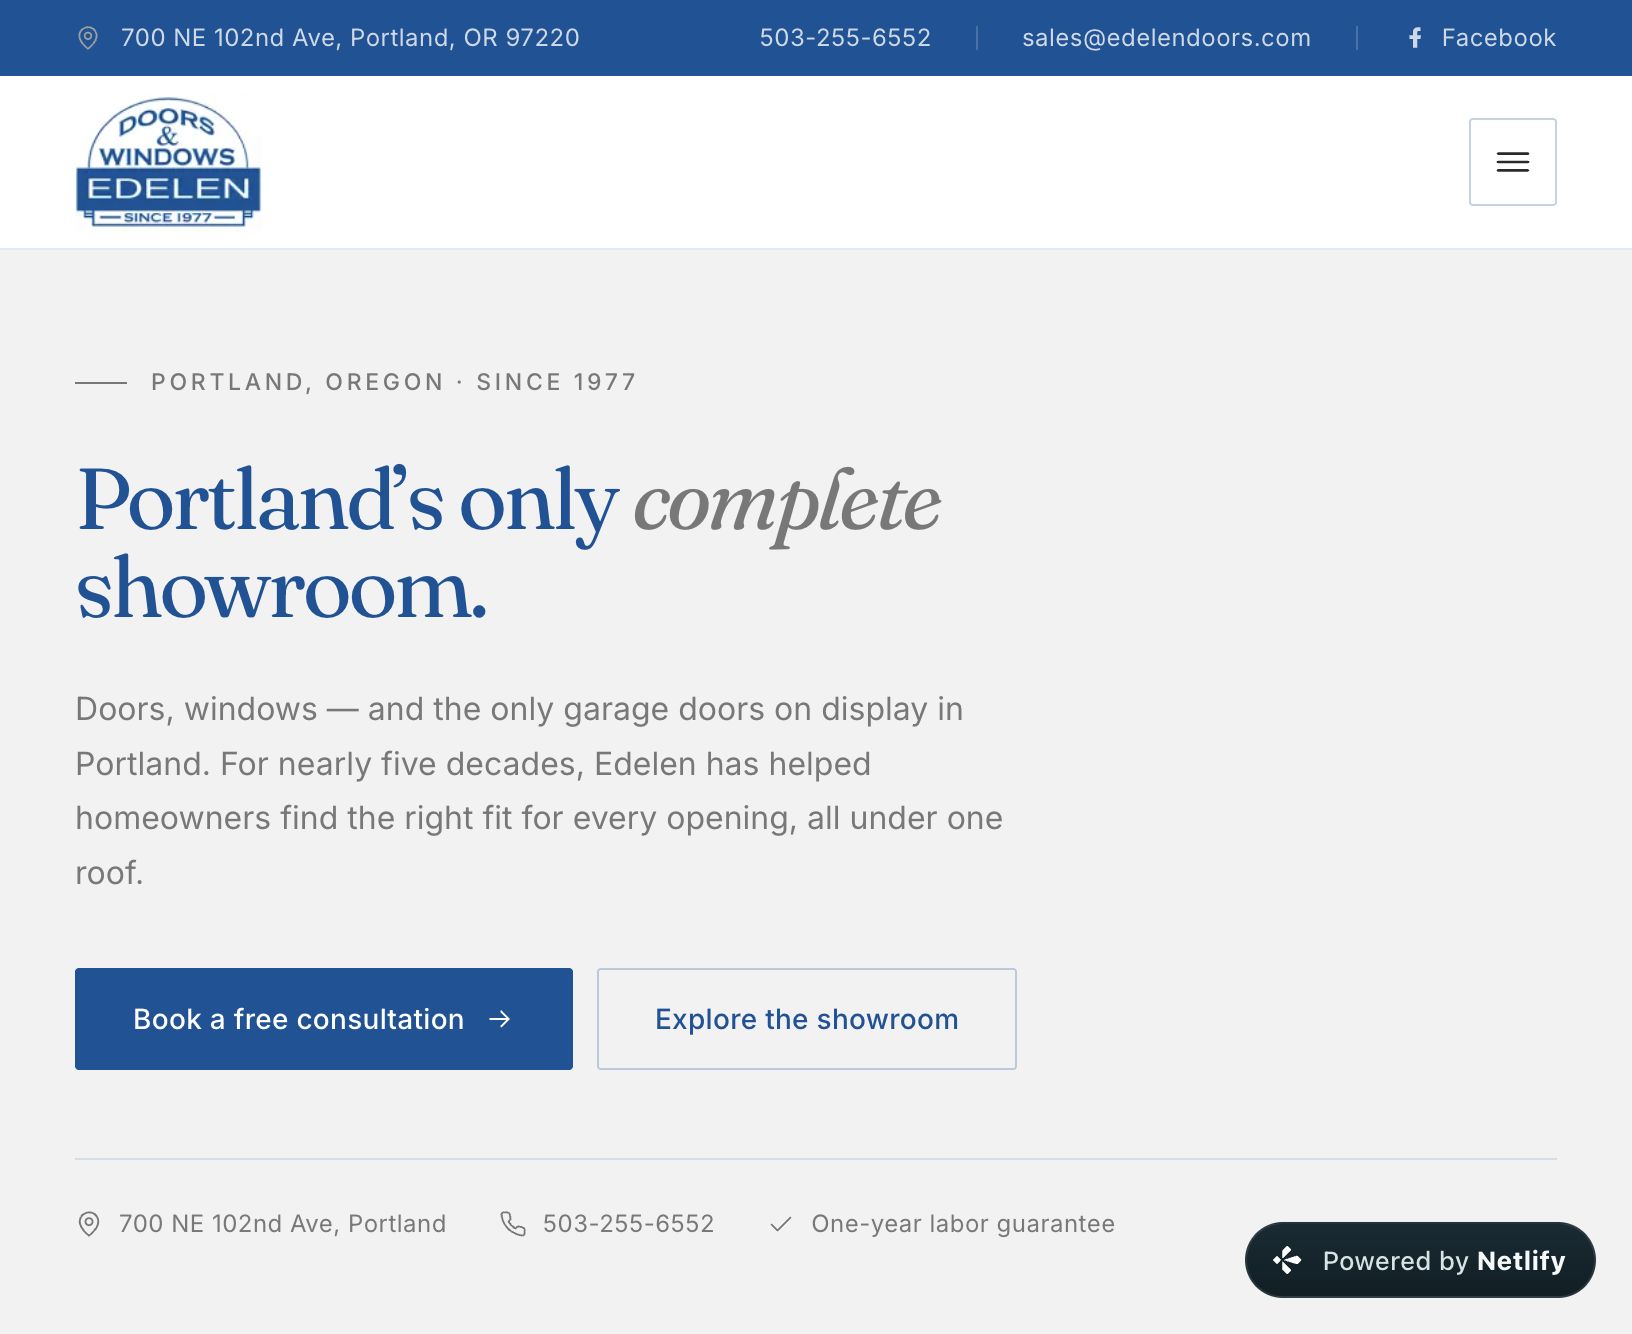 700 NE 102nd Ave, Portland, OR 97220
503-255-6552
sales@edelendoors.com
Facebook
DOORS
&
WINDOWS
EDELEN
SINCE 1977
PORTLAND, OREGON · SINCE 1977
Portland’s only complete
showroom.
Doors, windows — and the only garage doors on display in
Portland. For nearly five decades, Edelen has helped
homeowners find the right fit for every opening, all under one
roof.
Book a free consultation →
Explore the showroom
700 NE 102nd Ave, Portland
503-255-6552
One-year labor guarantee
Powered by Netlify